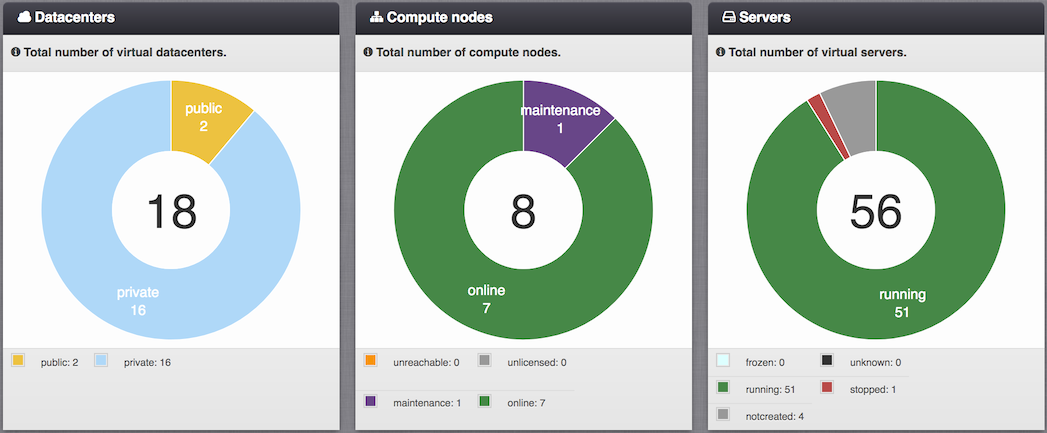 Datacenters
Total number of virtual datacenters.
public
2
18
private
16
public: 2 private: 16
Compute nodes
Total number of compute nodes.
maintenance
1
8
online
7
unreachable: 0 unlicensed: 0
maintenance: 1 online: 7
Servers
Total number of virtual servers.
56
running
51
frozen: 0 unknown: 0
running: 51 stopped: 1
notcreated: 4